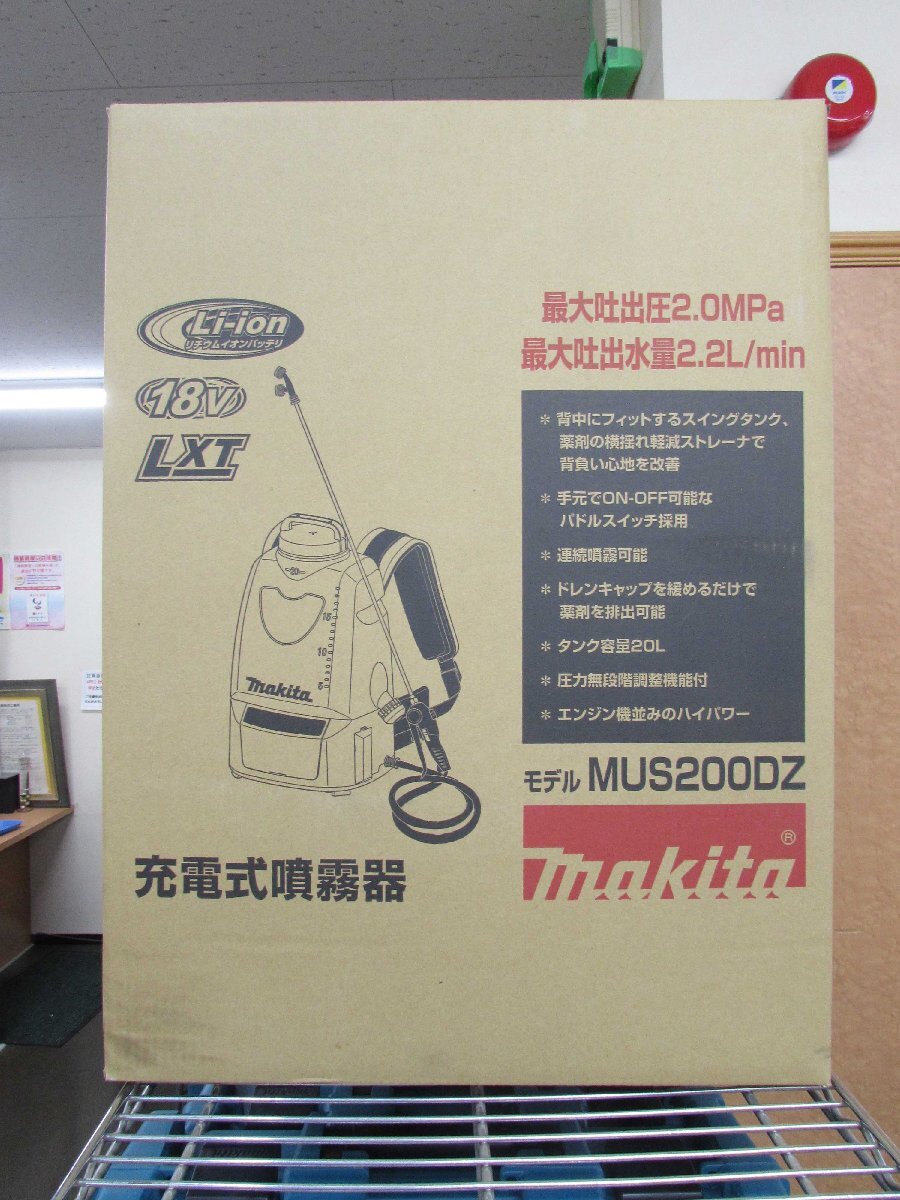 Li-ion
リチウムイオンバッテリ
18V
LXT
最大吐出圧2.0MPa
最大吐出水量2.2L/min
＊ 背中にフィットするスイングタンク、
薬剤の横揺れ軽減ストレーナで
背負い心地を改善
＊ 手元でON-OFF可能な
パドルスイッチ採用
＊ 連続噴霧可能
＊ ドレンキャップを緩めるだけで
薬剤を排出可能
＊ タンク容量20L
＊ 圧力無段階調整機能付
＊ エンジン機並みのハイパワー
20
15
10
5
makita
モデル MUS200DZ
makita®
充電式噴霧器